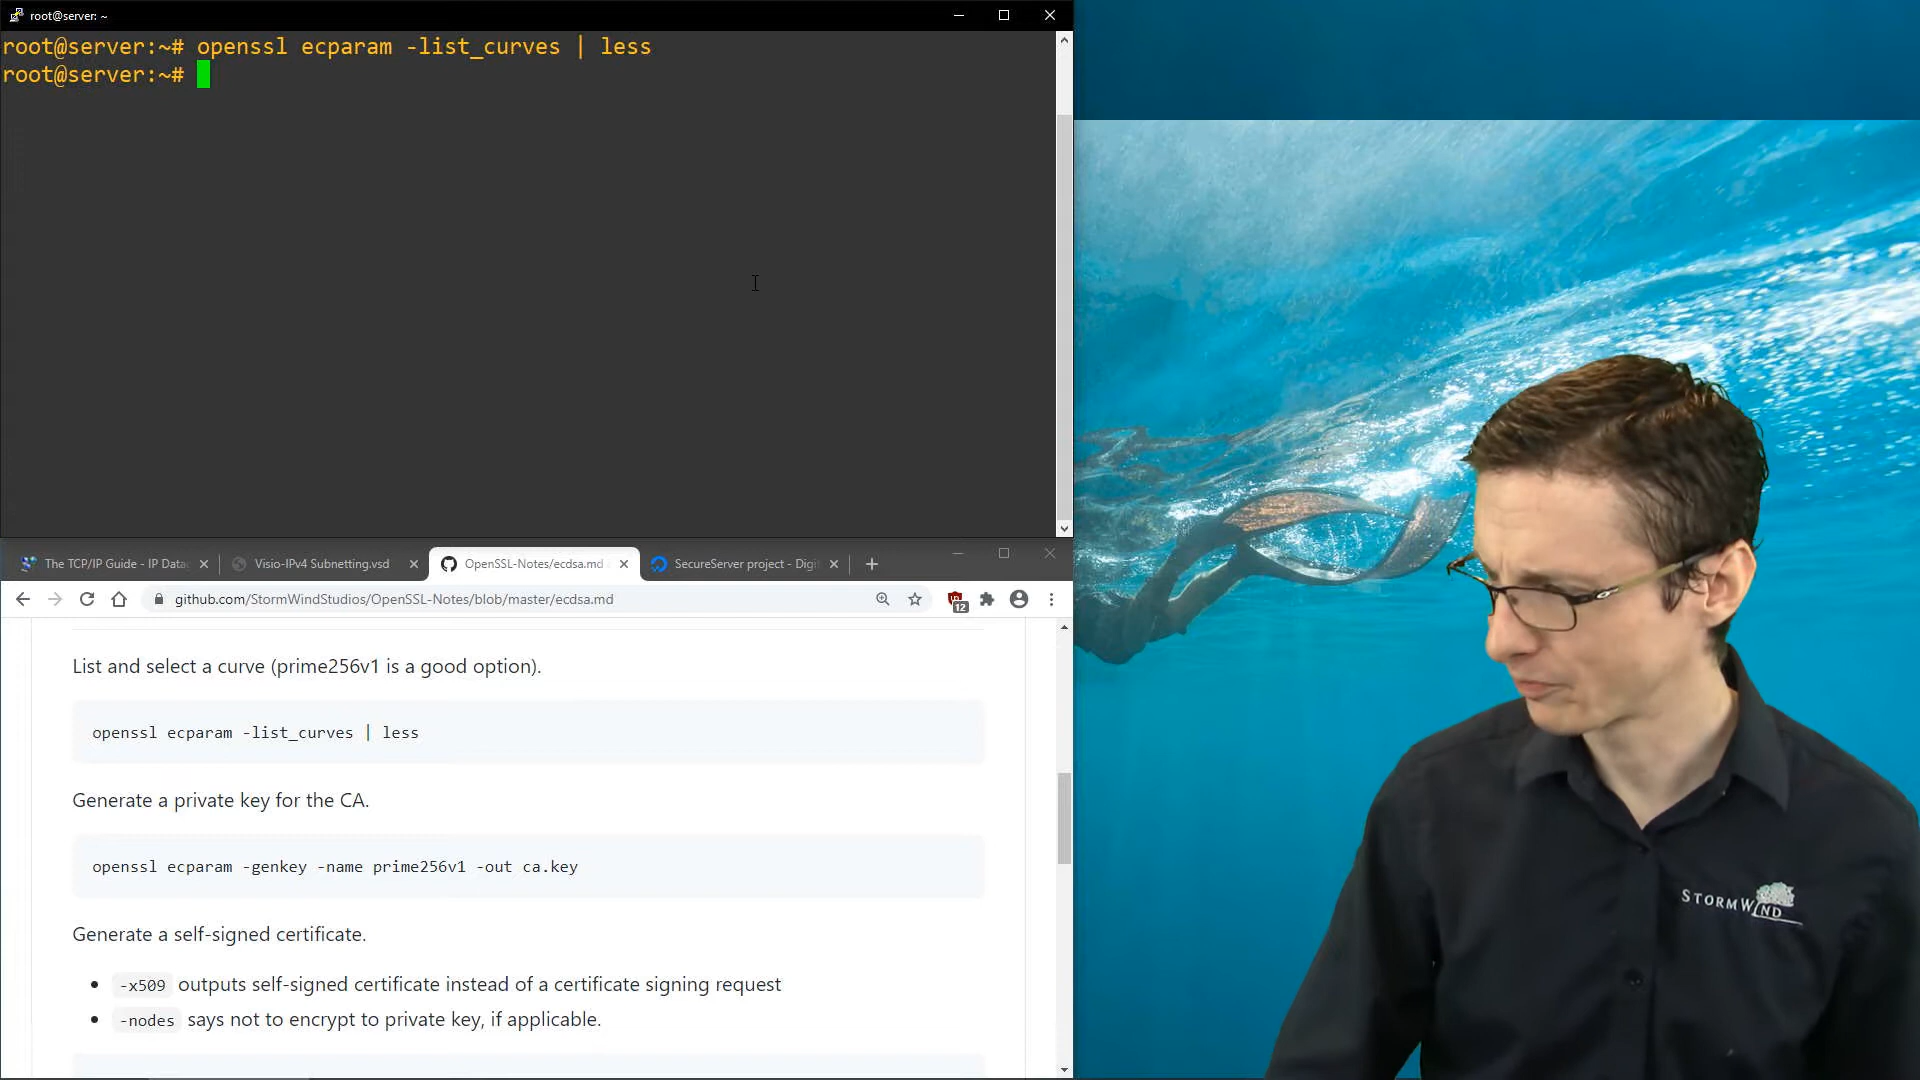 root@server: ~
root@server:~# openssl ecparam -list_curves | less
root@server:~#
The TCP/IP Guide - IP Data
Visio-IPv4 Subnetting.vsd
OpenSSL-Notes/ecdsa.md
SecureServer project - Digit
github.com/StormWindStudios/OpenSSL-Notes/blob/master/ecdsa.md
12
List and select a curve (prime256v1 is a good option).
openssl ecparam -list_curves | less
Generate a private key for the CA.
openssl ecparam -genkey -name prime256v1 -out ca.key
Generate a self-signed certificate.
-x509 outputs self-signed certificate instead of a certificate signing request
-nodes says not to encrypt to private key, if applicable.
STORMWIND